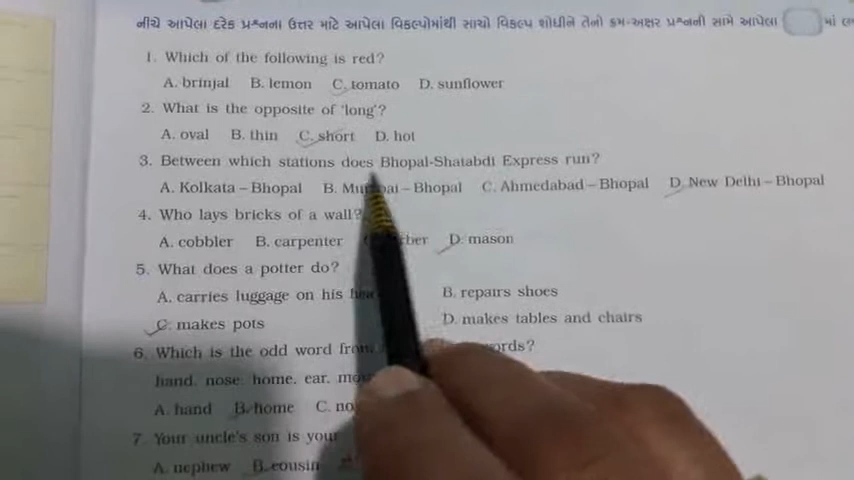 નીચે આપેલા દરેક પ્રશ્નના ઉત્તર માટે આપેલા વિકલ્પોમાંથી સાચો વિકલ્પ શોધીને તેનો ક્રમ-અક્ષર પ્રશ્નની સામે આપેલા માં
1. Which of the following is red?
A. brinjal B. lemon C. tomato D. sunflower
2. What is the opposite of 'long'?
A. oval B. thin C. short D. hot
3. Between which stations does Bhopal-Shatabdi Express run?
A. Kolkata – Bhopal B. Mumbai – Bhopal C. Ahmedabad – Bhopal D. New Delhi – Bhopal
4. Who lays bricks of a wall?
A. cobbler B. carpenter D. mason
5. What does a potter do?
A. carries luggage on his B. repairs shoes
C. makes pots D. makes tables and chairs
6. Which is the odd word from words?
hand, nose, home, ear,
A. hand B. home C.
7. Your uncle's son is your
A. nephew B. cousin